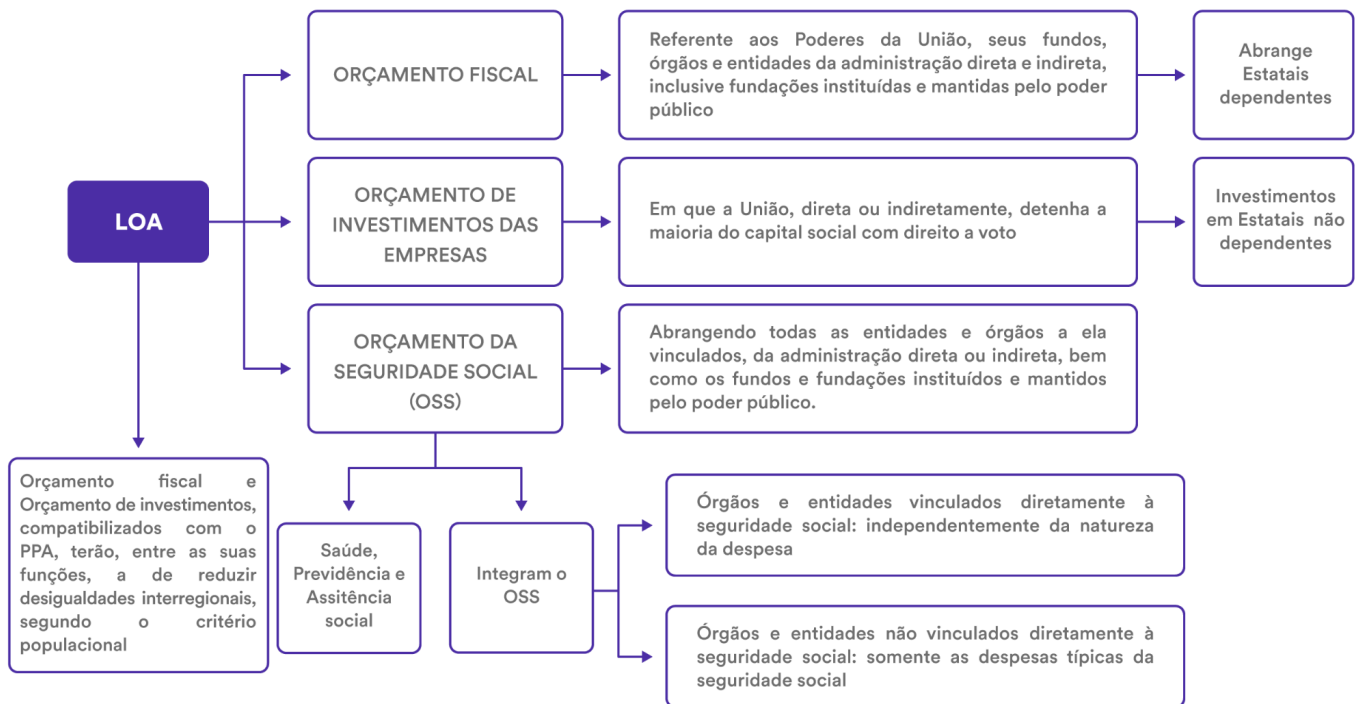 ORÇAMENTO FISCAL
Referente aos Poderes da União, seus fundos,
órgãos e entidades da administração direta e indireta,
inclusive fundações instituídas e mantidas pelo poder
público
Abrange
Estatais
dependentes
LOA
ORÇAMENTO DE
INVESTIMENTOS DAS
EMPRESAS
Em que a União, direta ou indiretamente, detenha a
maioria do capital social com direito a voto
Investimentos
em Estatais não
dependentes
ORÇAMENTO DA
SEGURIDADE SOCIAL
(OSS)
Abrangendo todas as entidades e órgãos a ela
vinculados, da administração direta ou indireta, bem
como os fundos e fundações instituídos e mantidos
pelo poder público.
Orçamento fiscal e
Orçamento de investimentos,
compatibilizados com o
PPA, terão, entre as suas
funções, a de reduzir
desigualdades interregionais,
segundo o critério
populacional
Saúde,
Previdência e
Assitência
social
Integram o
OSS
Órgãos e entidades vinculados diretamente à
seguridade social: independentemente da natureza
da despesa
Órgãos e entidades não vinculados diretamente à
seguridade social: somente as despesas típicas da
seguridade social